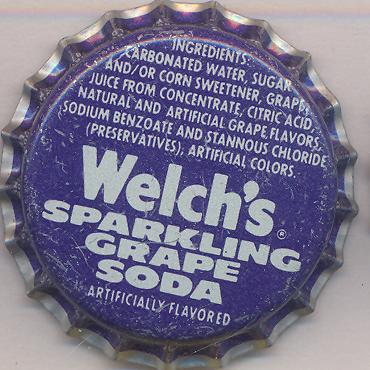 INGREDIENTS:
CARBONATED WATER, SUGAR
AND/OR CORN SWEETENER, GRAPE
JUICE FROM CONCENTRATE, CITRIC ACID,
NATURAL AND ARTIFICIAL GRAPE FLAVORS,
SODIUM BENZOATE AND STANNOUS CHLORIDE
(PRESERVATIVES), ARTIFICIAL COLORS.
Welch's®
SPARKLING
GRAPE
SODA
ARTIFICIALLY FLAVORED